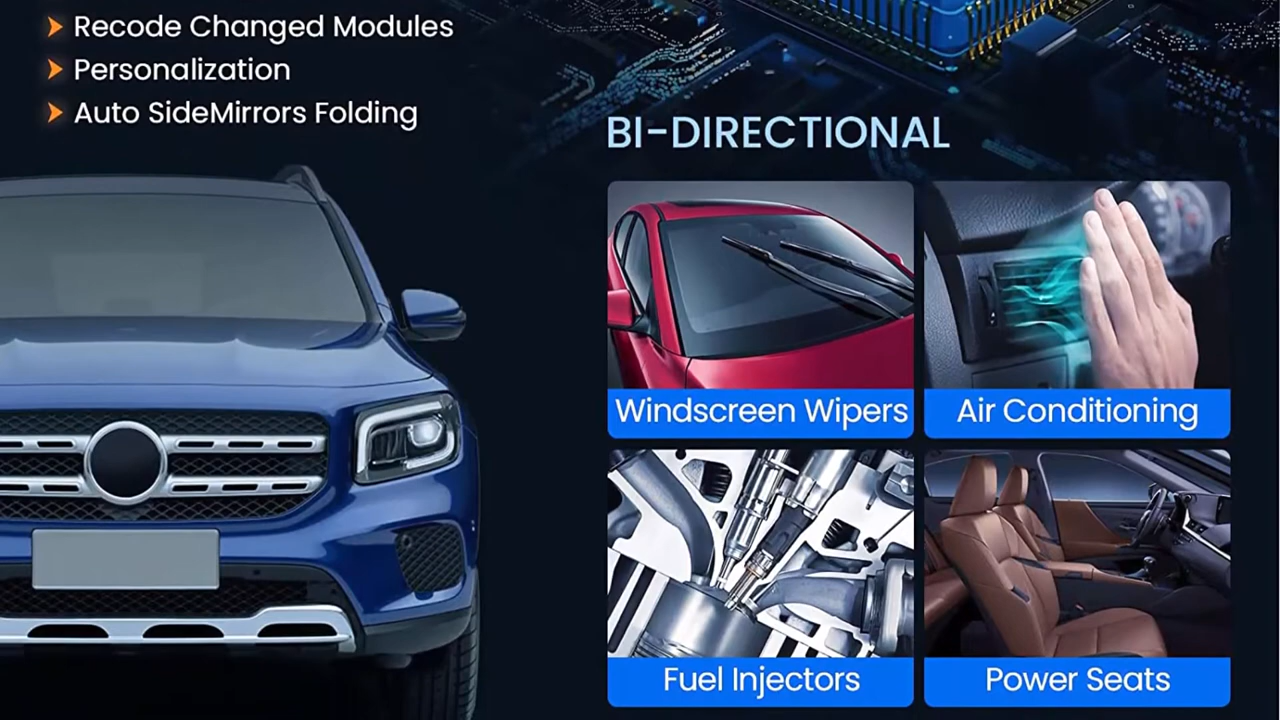 Recode Changed Modules
Personalization
Auto SideMirrors Folding
BI-DIRECTIONAL
Windscreen Wipers
Air Conditioning
Fuel Injectors
Power Seats